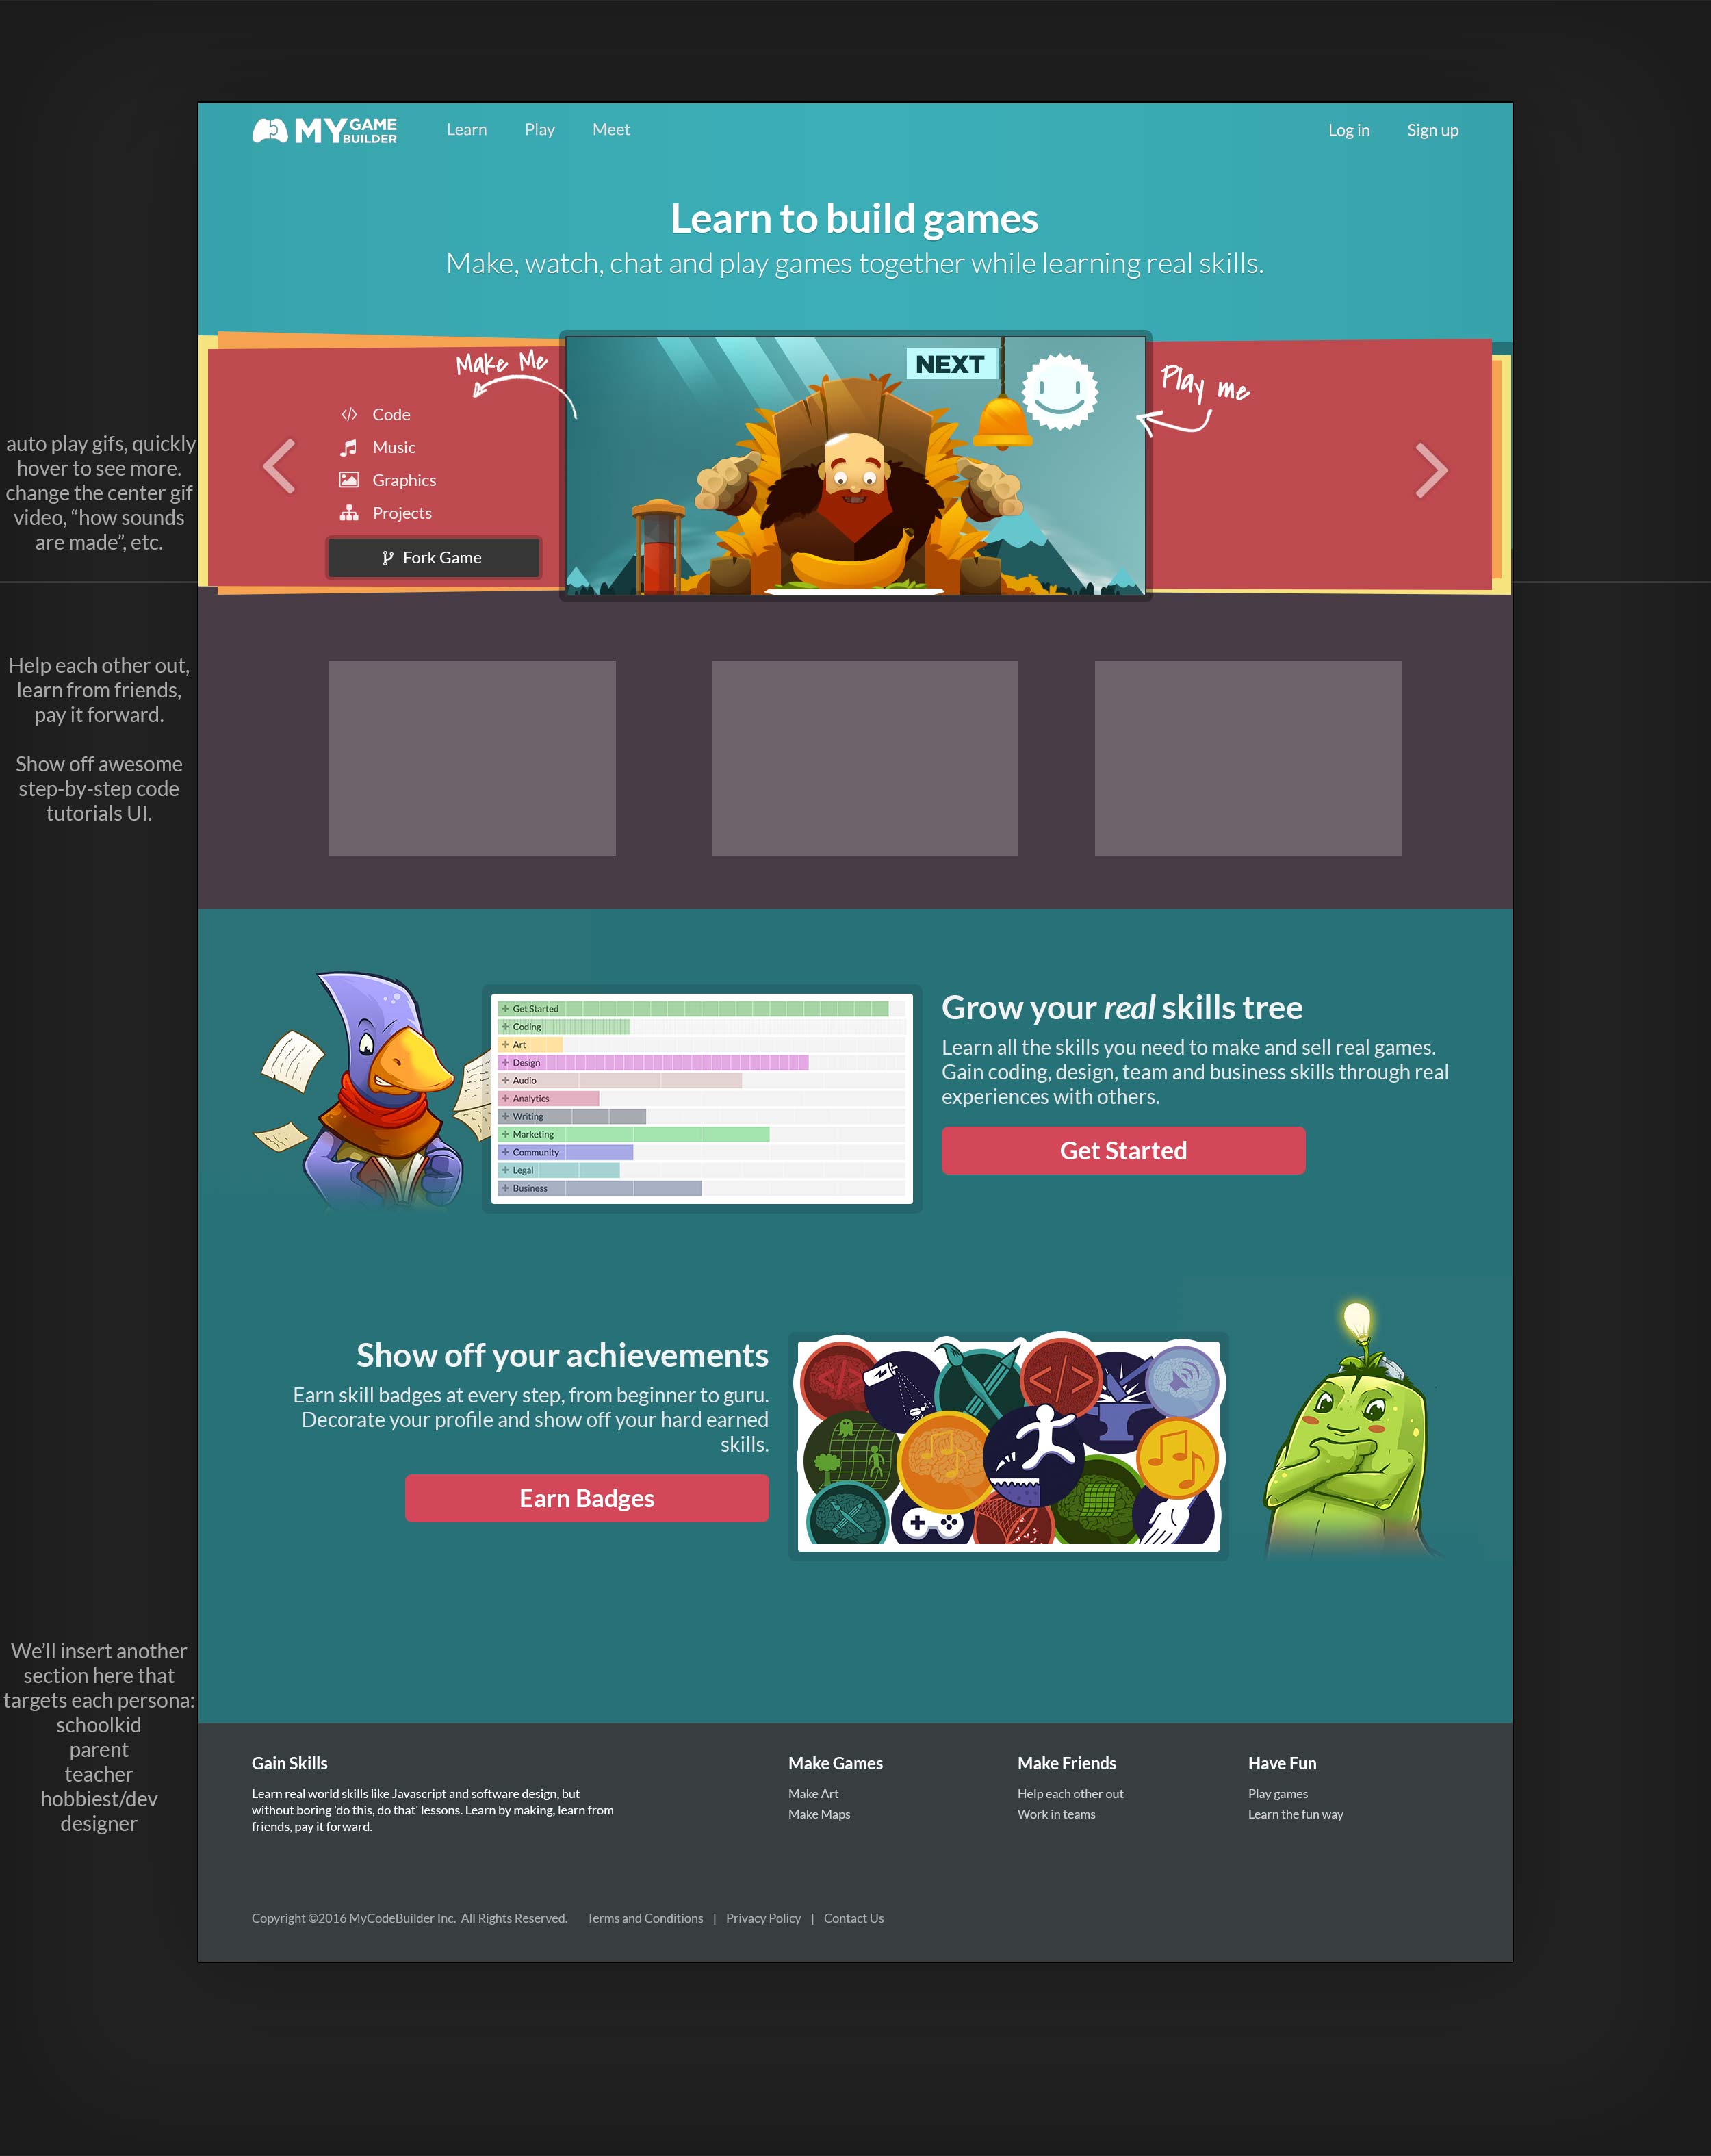 MY GAME BUILDER
Learn
Play
Meet
Log in
Sign up
Learn to build games
Make, watch, chat and play games together while learning real skills.
Make Me
NEXT
Play me
Code
Music
Graphics
Projects
Fork Game
auto play gifs, quickly
hover to see more.
change the center gif
video, “how sounds
are made”, etc.
Help each other out,
learn from friends,
pay it forward.
Show off awesome
step-by-step code
tutorials UI.
Get Started
Coding
Art
Design
Audio
Analytics
Writing
Marketing
Community
Legal
Business
Grow your real skills tree
Learn all the skills you need to make and sell real games.
Gain coding, design, team and business skills through real
experiences with others.
Get Started
Show off your achievements
Earn skill badges at every step, from beginner to guru.
Decorate your profile and show off your hard earned
skills.
Earn Badges
We’ll insert another
section here that
targets each persona:
schoolkid
parent
teacher
hobbiest/dev
designer
Gain Skills
Learn real world skills like Javascript and software design, but
without boring 'do this, do that' lessons. Learn by making, learn from
friends, pay it forward.
Make Games
Make Art
Make Maps
Make Friends
Help each other out
Work in teams
Have Fun
Play games
Learn the fun way
Copyright ©2016 MyCodeBuilder Inc. All Rights Reserved. Terms and Conditions | Privacy Policy | Contact Us